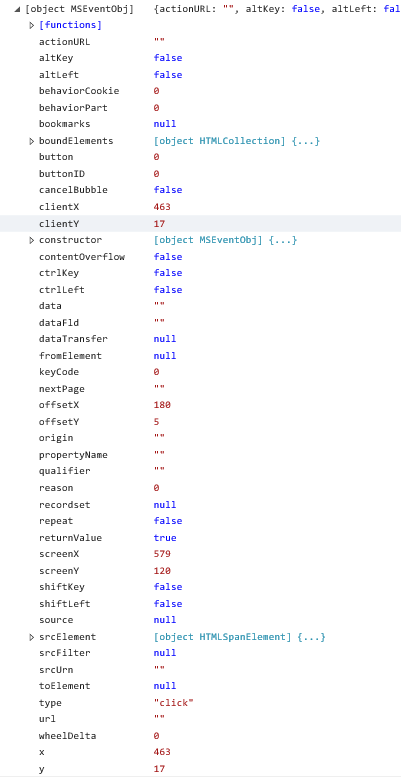 [object MSEventObj] {actionURL: "", altKey: false, altLeft: fal
[functions]
actionURL ""
altKey false
altLeft false
behaviorCookie 0
behaviorPart 0
bookmarks null
boundElements [object HTMLCollection] {...}
button 0
buttonID 0
cancelBubble false
clientX 463
clientY 17
constructor [object MSEventObj] {...}
contentOverflow false
ctrlKey false
ctrlLeft false
data ""
dataFld ""
dataTransfer null
fromElement null
keyCode 0
nextPage ""
offsetX 180
offsetY 5
origin ""
propertyName ""
qualifier ""
reason 0
recordset null
repeat false
returnValue true
screenX 579
screenY 120
shiftKey false
shiftLeft false
source null
srcElement [object HTMLSpanElement] {...}
srcFilter null
srcUrn ""
toElement null
type "click"
url ""
wheelDelta 0
x 463
y 17